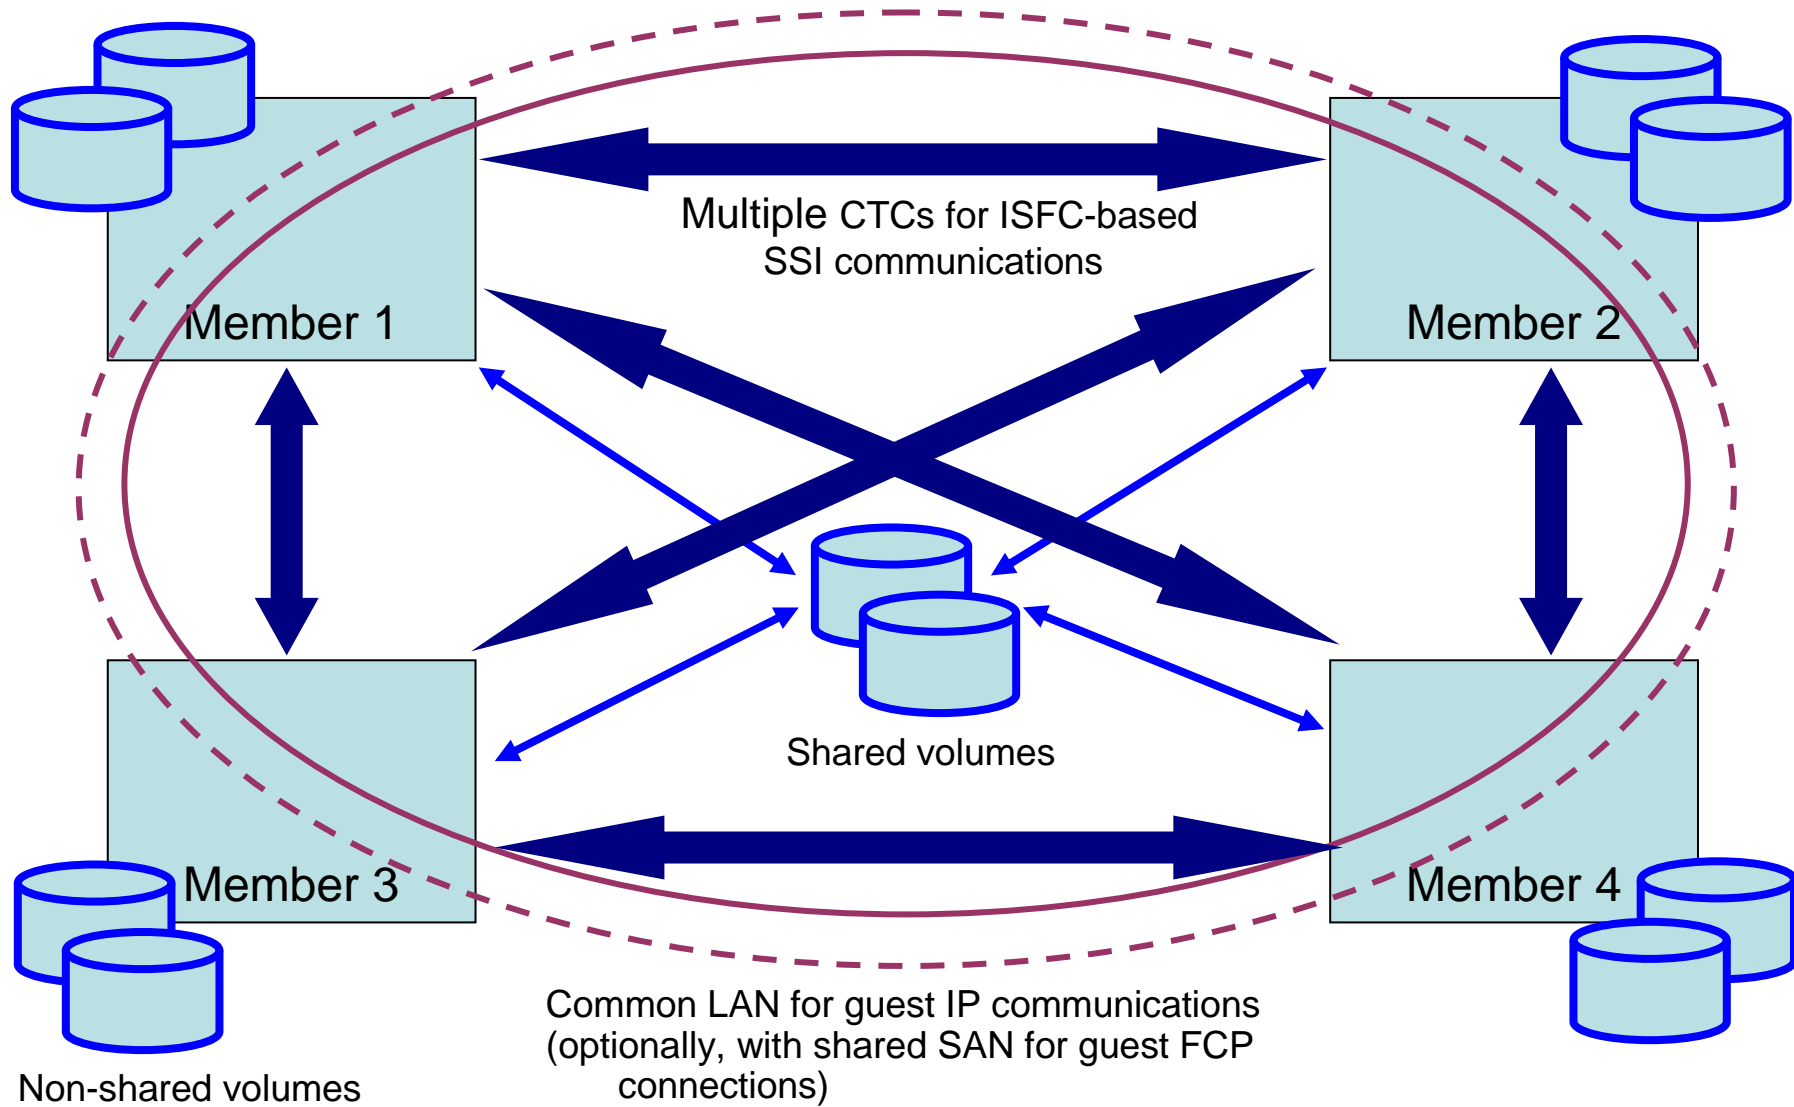 Multiple CTCs for ISFC-based
SSI communications
Member 1
Member 2
Shared volumes
Member 3
Member 4
Common LAN for guest IP communications
(optionally, with shared SAN for guest FCP
connections)
Non-shared volumes